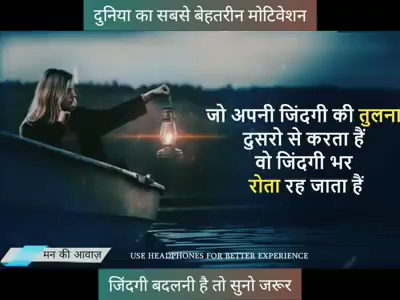 दुनिया का सबसे बेहतरीन मोटिवेशन
जो अपनी जिंदगी की तुलना
दुसरो से करता हैं
वो जिंदगी भर
रोता रह जाता हैं
मन की आवाज़
USE HEADPHONES FOR BETTER EXPERIENCE
जिंदगी बदलनी है तो सुनो जरूर